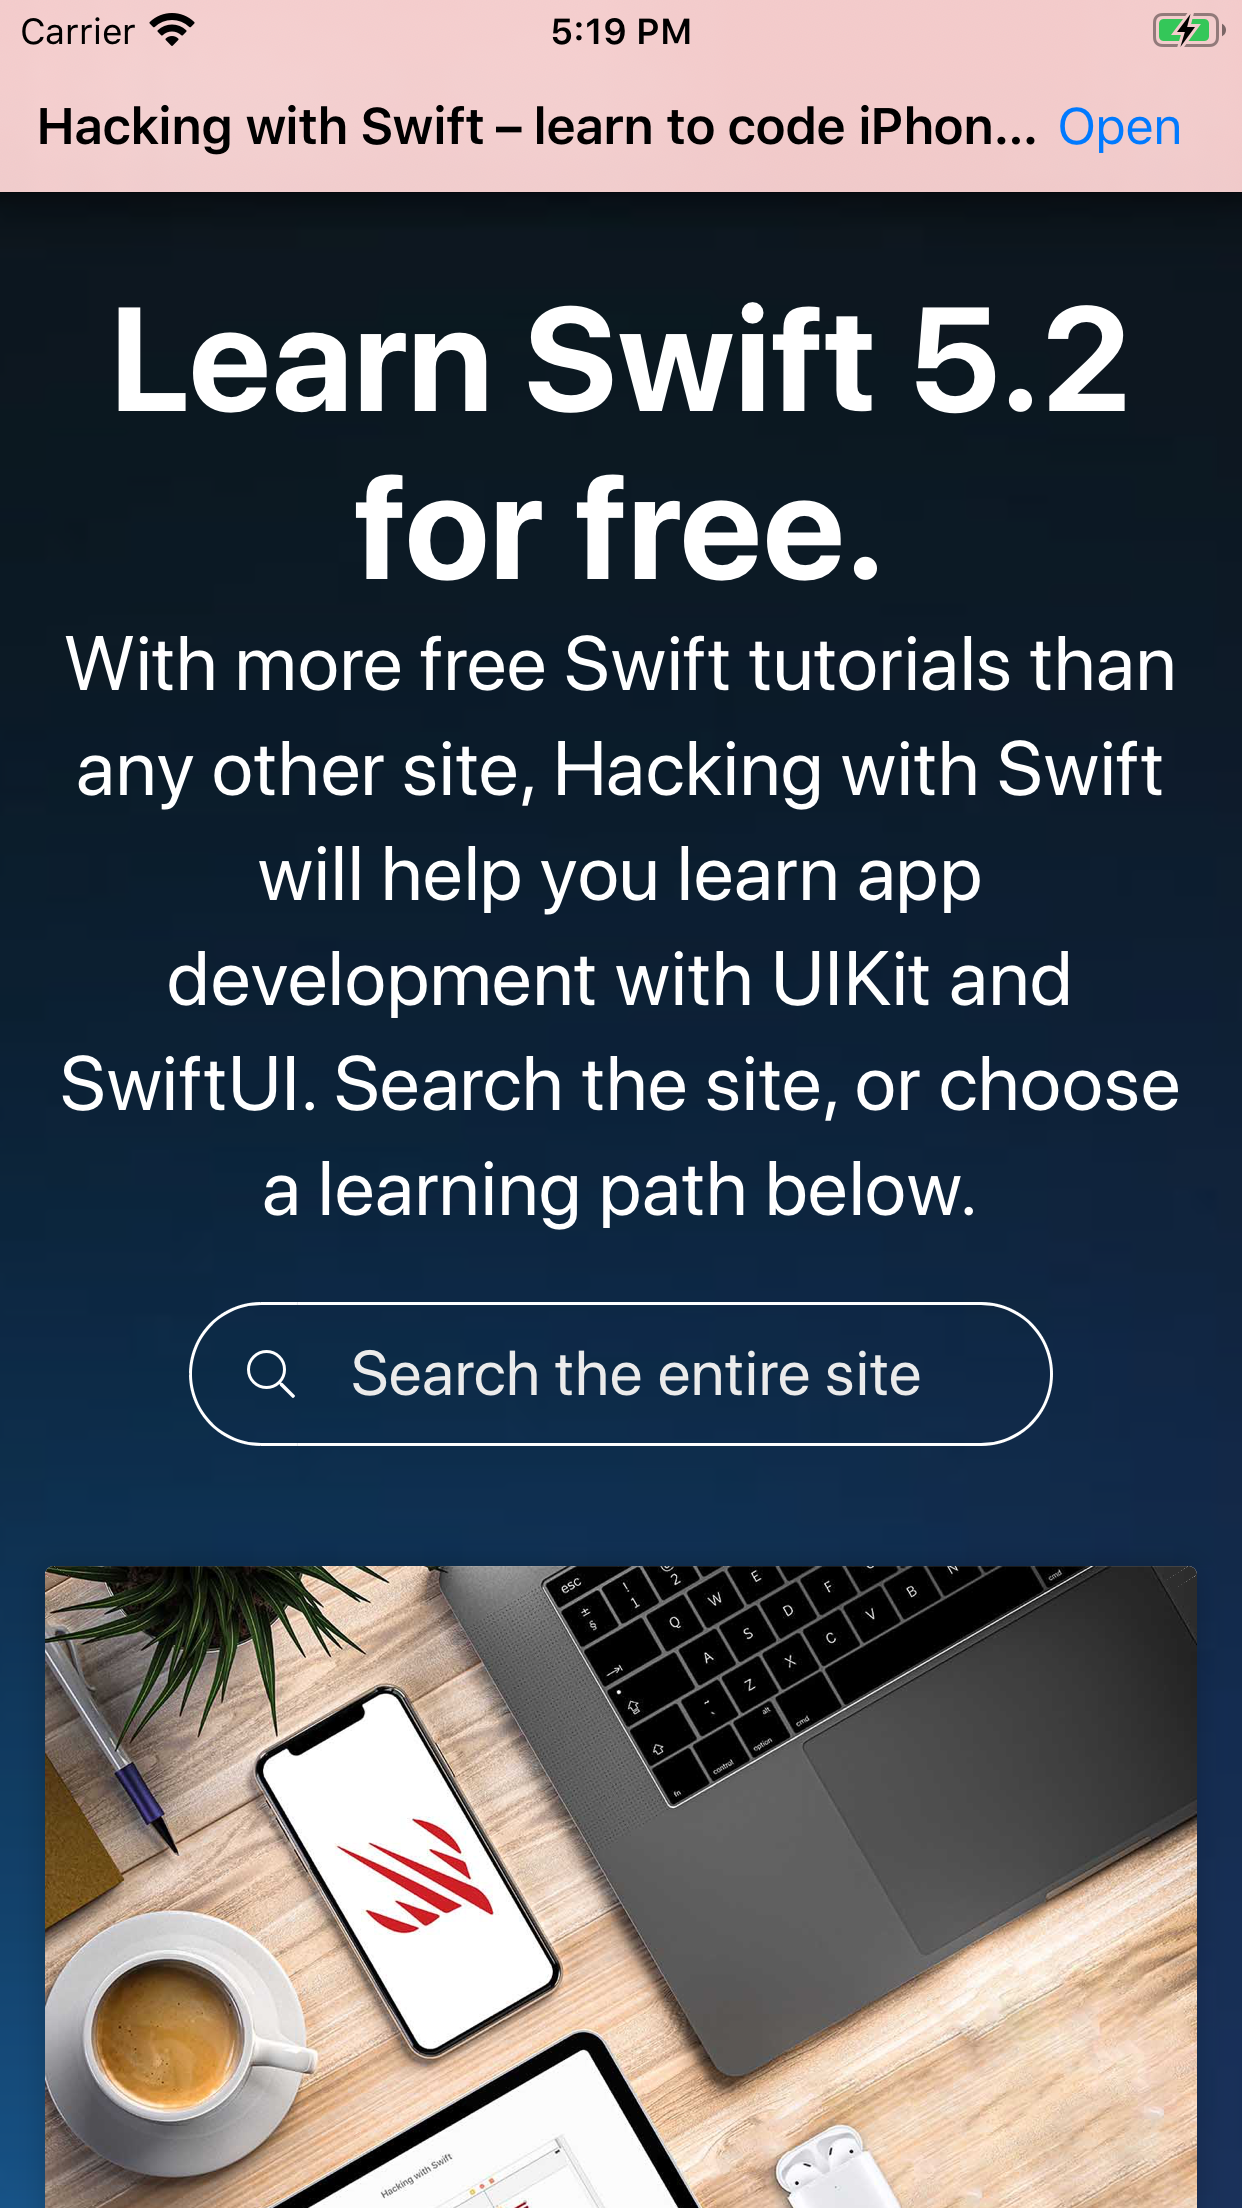 Carrier 5:19 PM
Hacking with Swift – learn to code iPhon... Open
Learn Swift 5.2
for free.
With more free Swift tutorials than
any other site, Hacking with Swift
will help you learn app
development with UIKit and
SwiftUI. Search the site, or choose
a learning path below.
Search the entire site
esc
! @
± 1 2
§ Q W E
A S D F
Z X C V B N
~ alt cmd
fn control option cmd
Hacking with Swift